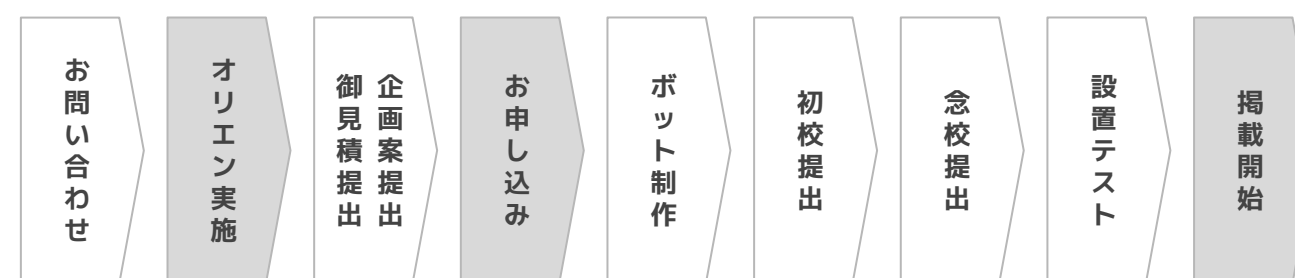 お問い合わせ
オリエン実施
企画案提出
御見積提出
お申し込み
ボット制作
初校提出
念校提出
設置テスト
掲載開始